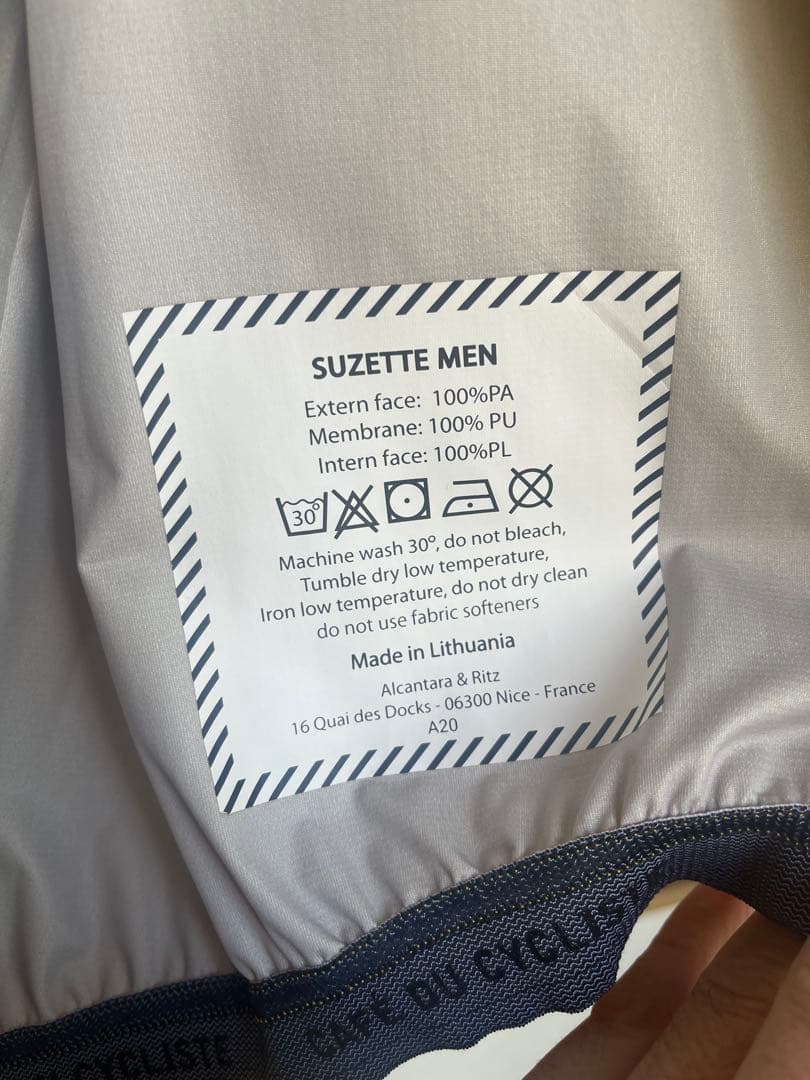 SUZETTE MEN
Extern face: 100%PA
Membrane: 100% PU
Intern face: 100%PL
30°
Machine wash 30º, do not bleach,
Tumble dry low temperature,
Iron low temperature, do not dry clean
do not use fabric softeners
Made in Lithuania
Alcantara & Ritz
16 Quai des Docks - 06300 Nice - France
A20
CAFE DU CYCLISTE
CYCLISTE